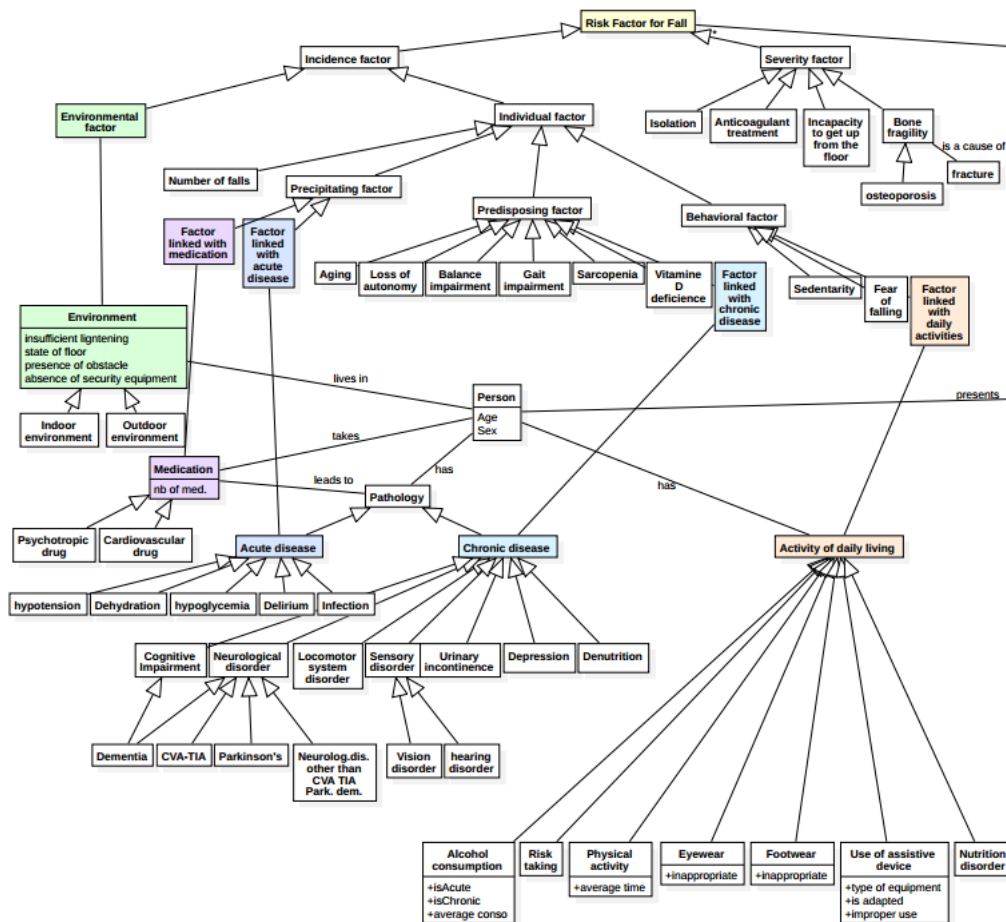 Risk Factor for Fall
*
Incidence factor
Severity factor
Environmental
factor
Individual factor
Isolation
Anticoagulant
treatment
Incapacity
to get up
from the
floor
Bone
fragility
is a cause of
fracture
osteoporosis
Number of falls
Precipitating factor
Predisposing factor
Behavioral factor
Factor
linked with
medication
Factor
linked
with
acute
disease
Aging
Loss of
autonomy
Balance
impairment
Gait
impairment
Sarcopenia
Vitamine
D
deficience
Factor
linked
with
chronic
disease
Sedentarity
Fear
of
falling
Factor
linked
with
daily
activities
Environment
insufficient ligntening
state of floor
presence of obstacle
absence of security equipment
lives in
Indoor
environment
Outdoor
environment
Person
Age
Sex
presents
takes
has
has
Medication
nb of med.
leads to
Pathology
Psychotropic
drug
Cardiovascular
drug
Acute disease
Chronic disease
Activity of daily living
hypotension
Dehydration
hypoglycemia
Delirium
Infection
Cognitive
Impairment
Neurological
disorder
Locomotor
system
disorder
Sensory
disorder
Urinary
incontinence
Depression
Denutrition
Dementia
CVA-TIA
Parkinson's
Neurolog.dis.
other than
CVA TIA
Park. dem.
Vision
disorder
hearing
disorder
Alcohol
consumption
+isAcute
+isChronic
+average conso
Risk
taking
Physical
activity
+average time
Eyewear
+inappropriate
Footwear
+inappropriate
Use of assistive
device
+type of equipment
+is adapted
+improper use
Nutrition
disorder